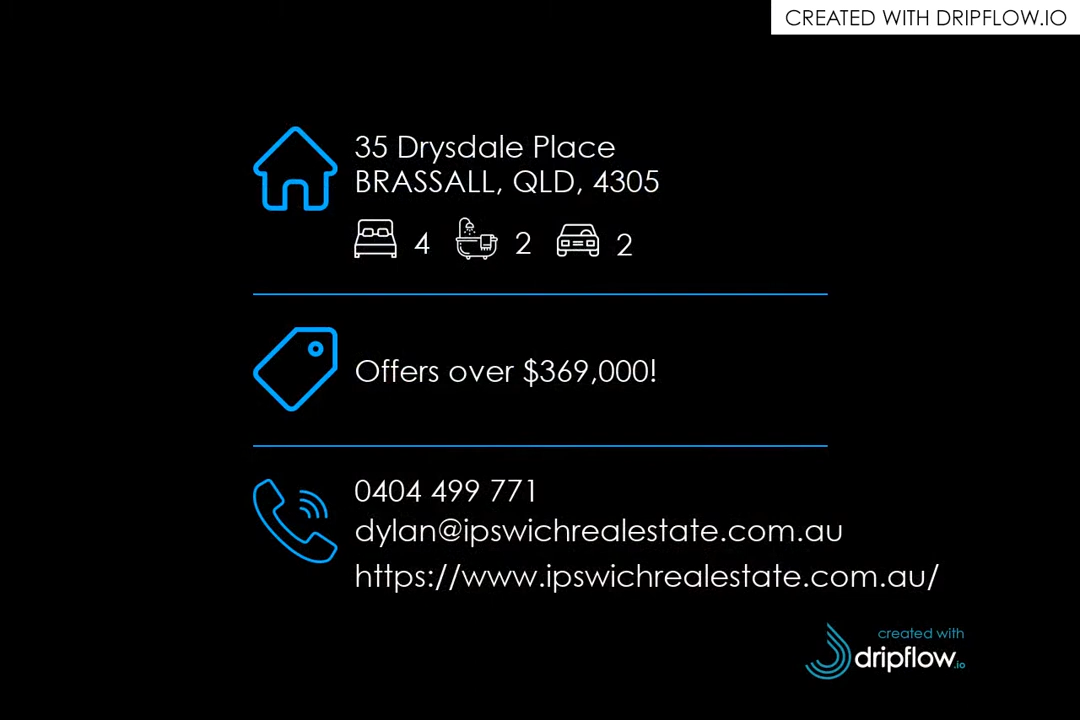 CREATED WITH DRIPFLOW.IO
35 Drysdale Place
BRASSALL, QLD, 4305
4 2 2
Offers over $369,000!
0404 499 771
dylan@ipswichrealestate.com.au
https://www.ipswichrealestate.com.au/
created with
dripflow.io